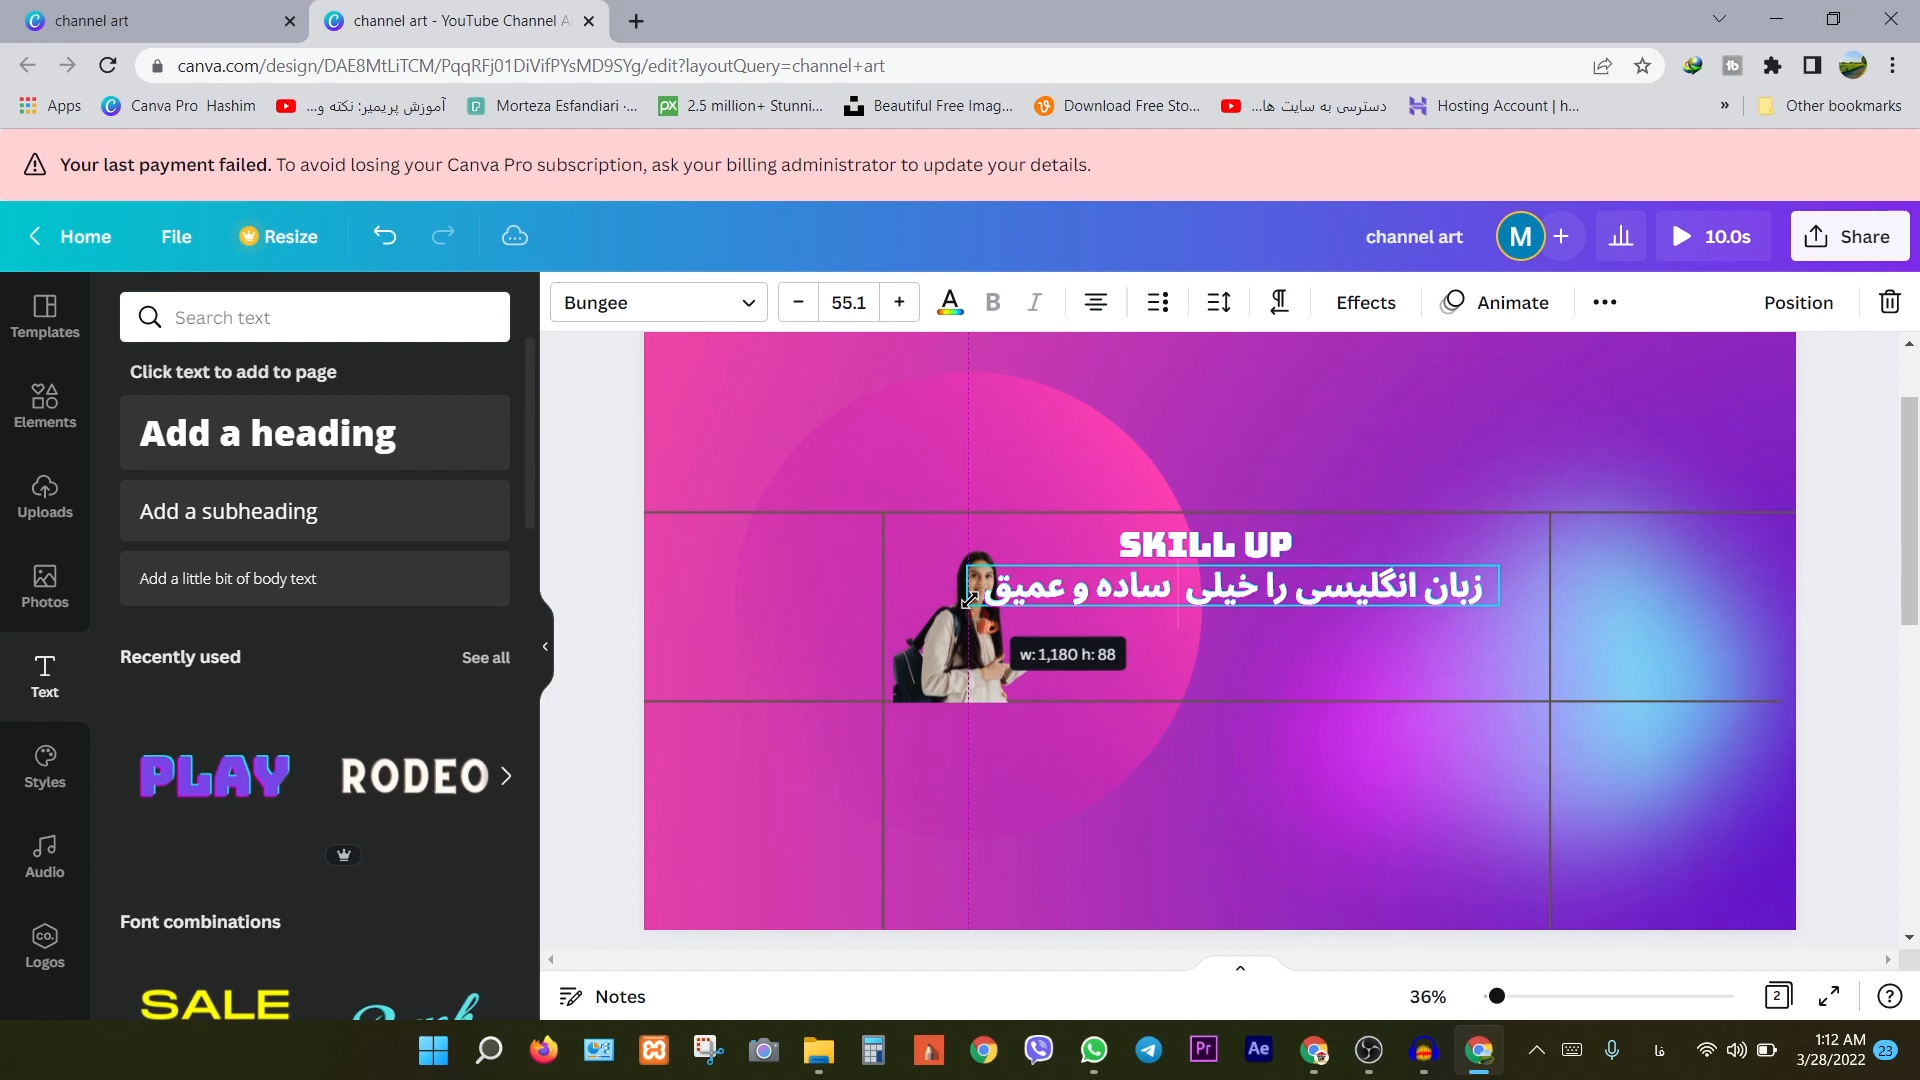 channel art
channel art - YouTube Channel A
canva.com/design/DAE8MtLiTCM/PqqRFj01DiVifPYsMD9SYg/edit?layoutQuery=channel+art
Apps
Canva Pro Hashim
آموزش پریمیر: نکته و...
Morteza Esfandiari -...
2.5 million+ Stunni...
Beautiful Free Imag...
Download Free Sto...
دسترسی به سایت ها...
Hosting Account | h...
»
Other bookmarks
Your last payment failed. To avoid losing your Canva Pro subscription, ask your billing administrator to update your details.
Home
File
Resize
channel art
M
+
10.0s
Share
Templates
Elements
Uploads
Photos
Text
Styles
Audio
Logos
Search text
Click text to add to page
Add a heading
Add a subheading
Add a little bit of body text
Recently used
See all
PLAY
RODEO
Font combinations
SALE
Bungee
– 55.1 +
A
B
I
Effects
Animate
Position
SKILL UP
زبان انگلیسی را خیلی ساده و عمیق
w: 1,180 h: 88
Notes
36%
2
?
Pr
Ae
فا
1:12 AM
3/28/2022
23